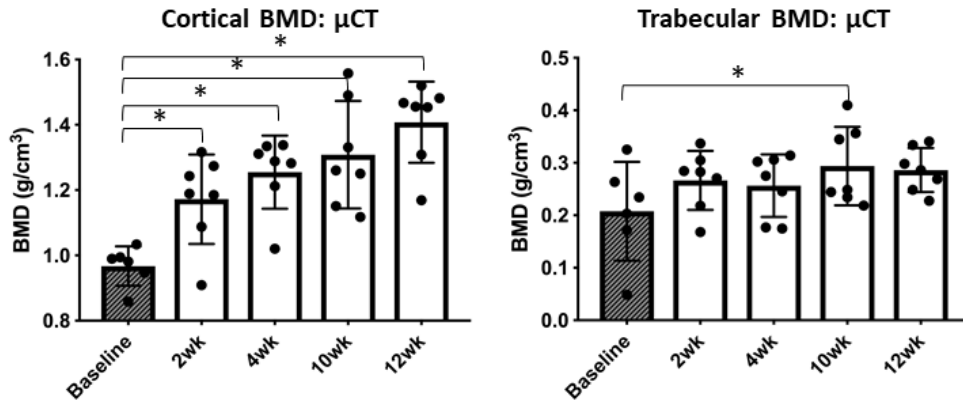 Cortical BMD: µCT
*
*
*
*
1.6
1.4
1.2
1.0
0.8
BMD (g/cm³)
Baseline
2wk
4wk
10wk
12wk
Trabecular BMD: µCT
*
0.5
0.4
0.3
0.2
0.1
0.0
BMD (g/cm³)
Baseline
2wk
4wk
10wk
12wk